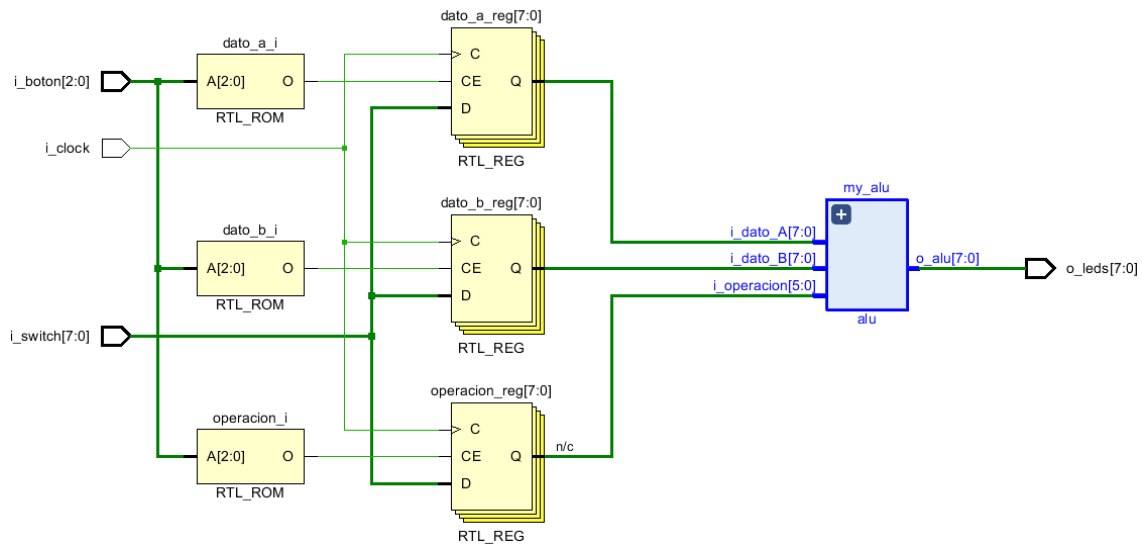 dato_a_reg[7:0]
dato_a_i
C
i_boton[2:0]
A[2:0]
O
CE
Q
D
RTL_ROM
i_clock
RTL_REG
my_alu
dato_b_reg[7:0]
+
dato_b_i
i_dato_A[7:0]
C
A[2:0]
O
CE
Q
i_dato_B[7:0]
o_alu[7:0]
o_leds[7:0]
i_operacion[5:0]
D
RTL_ROM
alu
i_switch[7:0]
RTL_REG
operacion_reg[7:0]
operacion_i
C
n/c
A[2:0]
O
CE
Q
D
RTL_ROM
RTL_REG